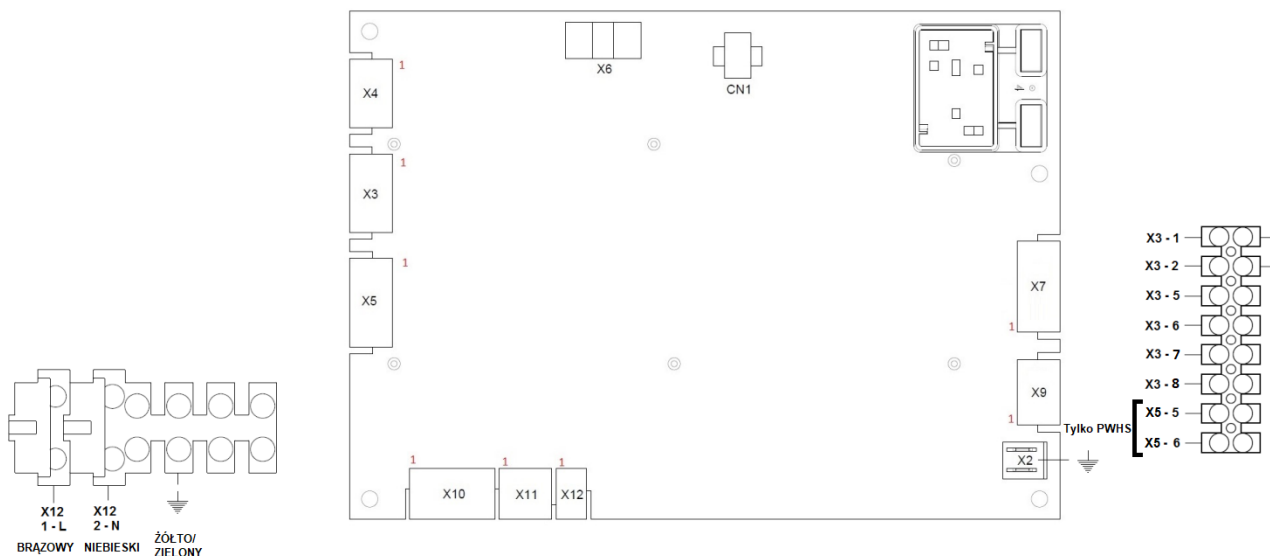 X6
CN1
4
1
X4
1
X3
1
X5
X7
1
X9
1
X2
1
X10
1
X11
1
X12
X3 - 1
X3 - 2
X3 - 5
X3 - 6
X3 - 7
X3 - 8
X5 - 5
X5 - 6
Tylko PWHS
X12
1 - L
BRĄZOWY
X12
2 - N
NIEBIESKI
ŻÓŁTO/
ZIELONY